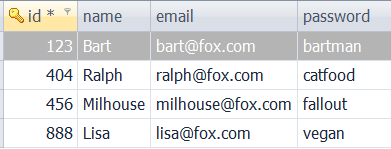 id * name email password
123 Bart bart@fox.com bartman
404 Ralph ralph@fox.com catfood
456 Milhouse milhouse@fox.com fallout
888 Lisa lisa@fox.com vegan